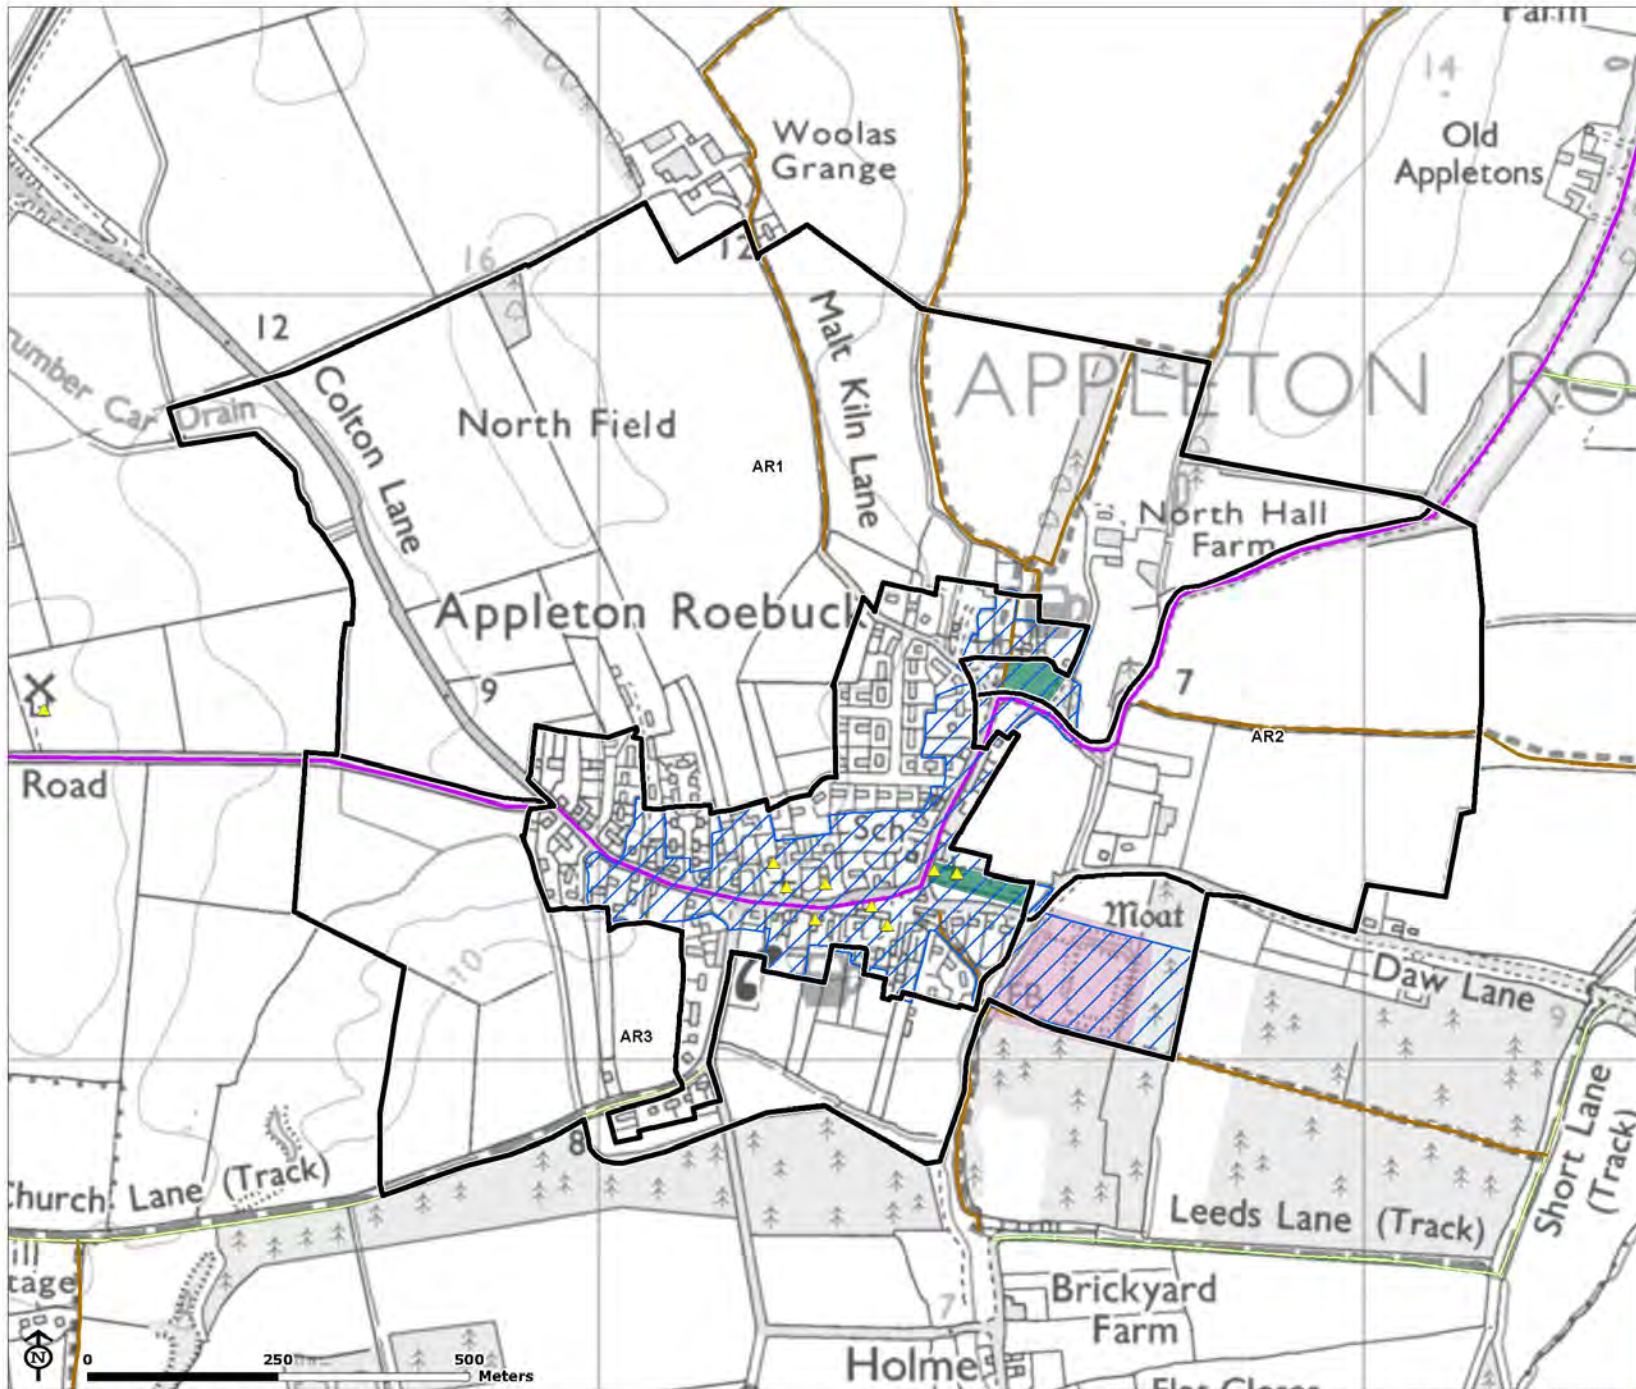 Farm
14
Woolas
Grange
Old
Appletons
12
16
12
Malt Kiln Lane
APPLETON RO
Car Drain
Colton Lane
North Field
AR1
North Hall
Farm
Appleton Roebuck
9
7
AR2
Road
Sch
Moat
10
Daw Lane
FB
9
AR3
8
Church Lane (Track)
Short Lane
(Track)
Leeds Lane (Track)
7
Brickyard
Farm
Holme
N
0 250 500
Meters